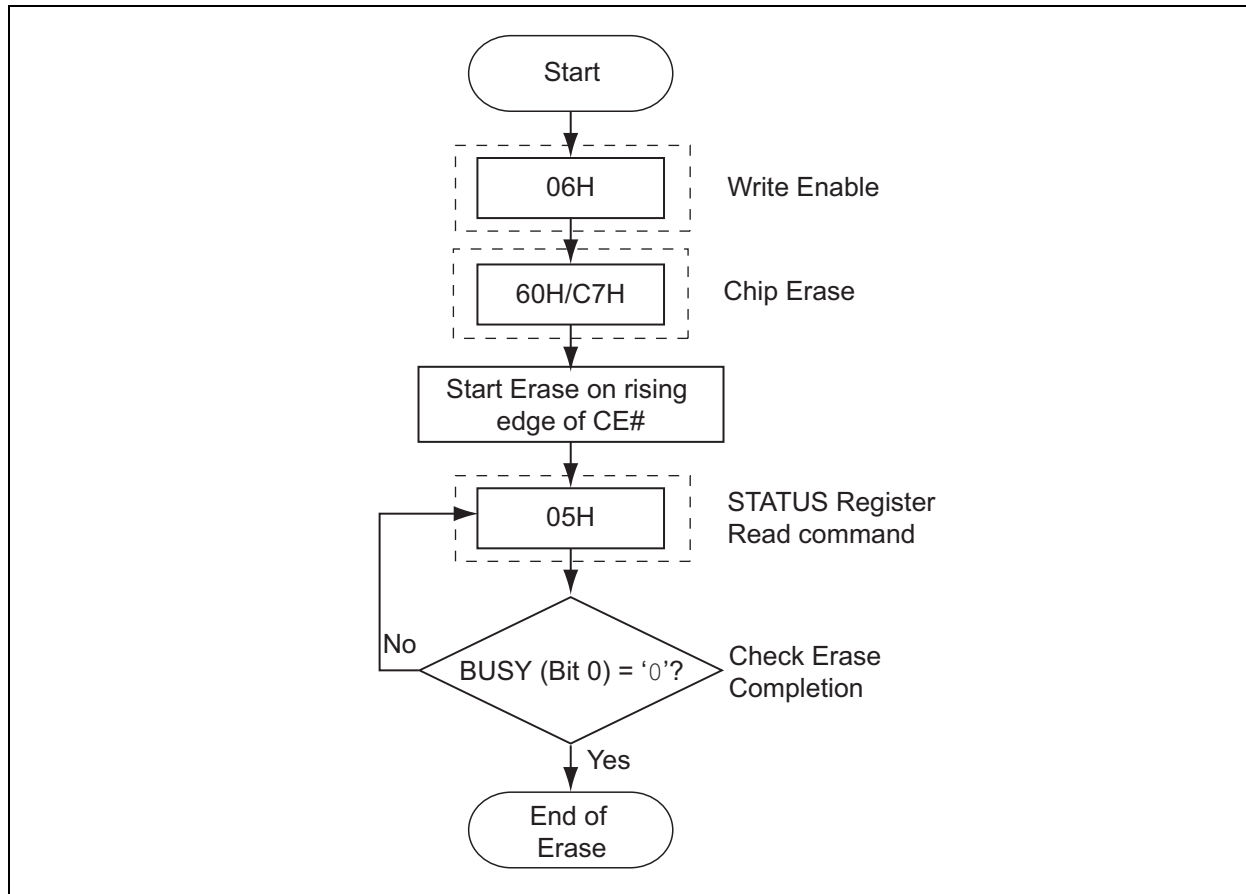 Start
06H
Write Enable
60H/C7H
Chip Erase
Start Erase on rising
edge of CE#
05H
STATUS Register
Read command
No
BUSY (Bit 0) = ‘0’?
Check Erase
Completion
Yes
End of
Erase